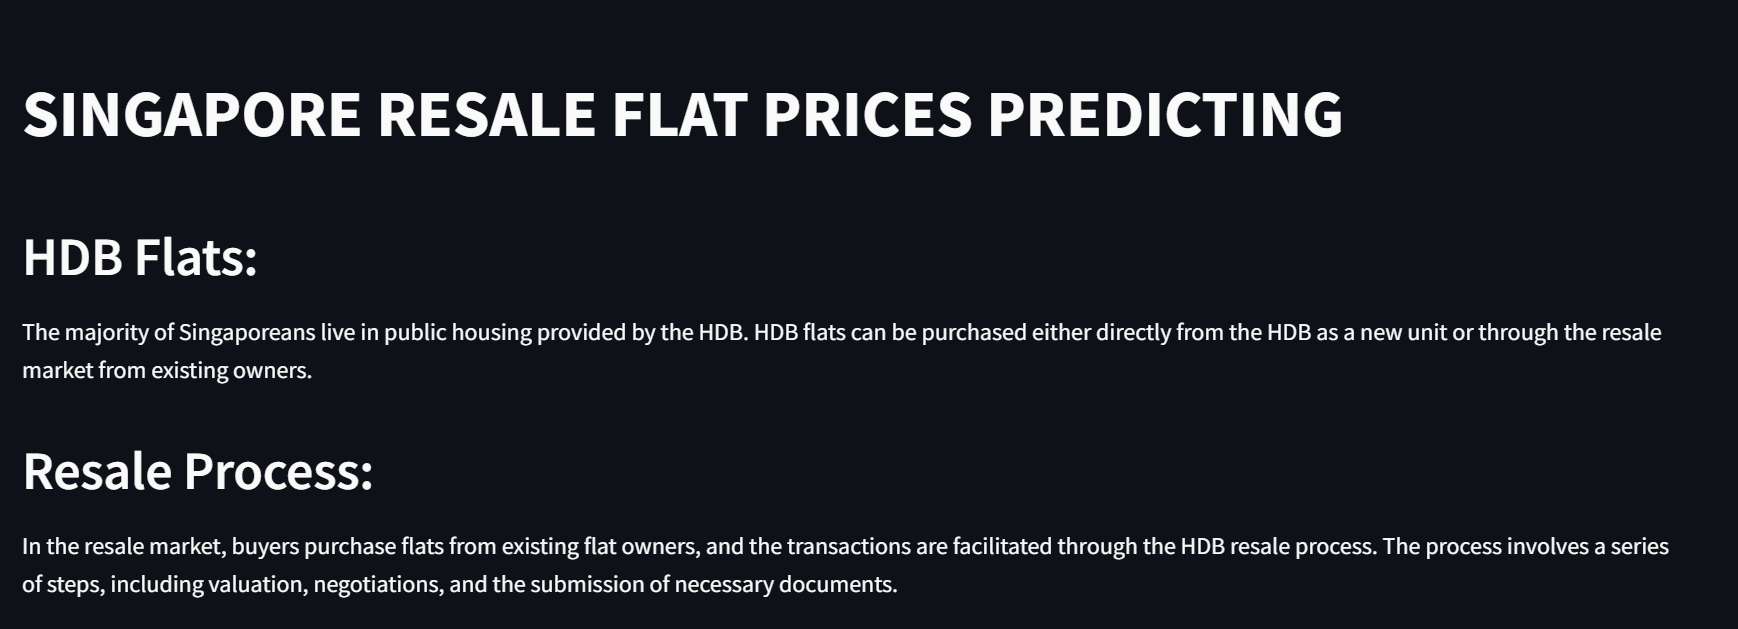 SINGAPORE RESALE FLAT PRICES PREDICTING
HDB Flats:
The majority of Singaporeans live in public housing provided by the HDB. HDB flats can be purchased either directly from the HDB as a new unit or through the resale
market from existing owners.
Resale Process:
In the resale market, buyers purchase flats from existing flat owners, and the transactions are facilitated through the HDB resale process. The process involves a series
of steps, including valuation, negotiations, and the submission of necessary documents.